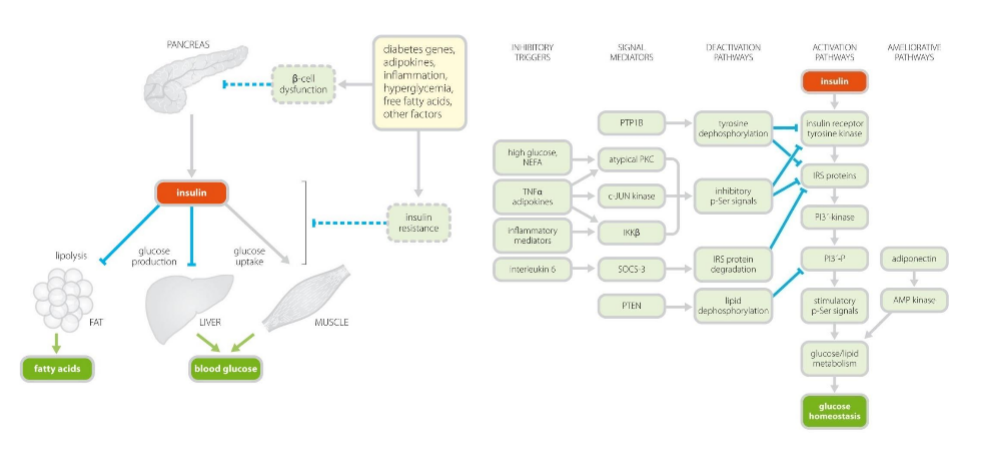 PANCREAS
β-cell
dysfunction
diabetes genes,
adipokines,
inflammation,
hyperglycemia,
free fatty acids,
other factors
insulin
insulin
resistance
lipolysis
glucose
production
glucose
uptake
FAT
LIVER
MUSCLE
fatty acids
blood glucose
INHIBITORY
TRIGGERS
SIGNAL
MEDIATORS
DEACTIVATION
PATHWAYS
ACTIVATION
PATHWAYS
AMELIORATIVE
PATHWAYS
insulin
PTP1B
tyrosine
dephosphorylation
insulin receptor
tyrosine kinase
high glucose,
NEFA
atypical PKC
IRS proteins
TNFα
adipokines
c-JUN kinase
inhibitory
p-Ser signals
PI3´-kinase
inflammatory
mediators
IKKβ
interleukin 6
SOCS-3
IRS protein
degradation
PI3´-P
adiponectin
PTEN
lipid
dephosphorylation
stimulatory
p-Ser signals
AMP kinase
glucose/lipid
metabolism
glucose
homeostasis